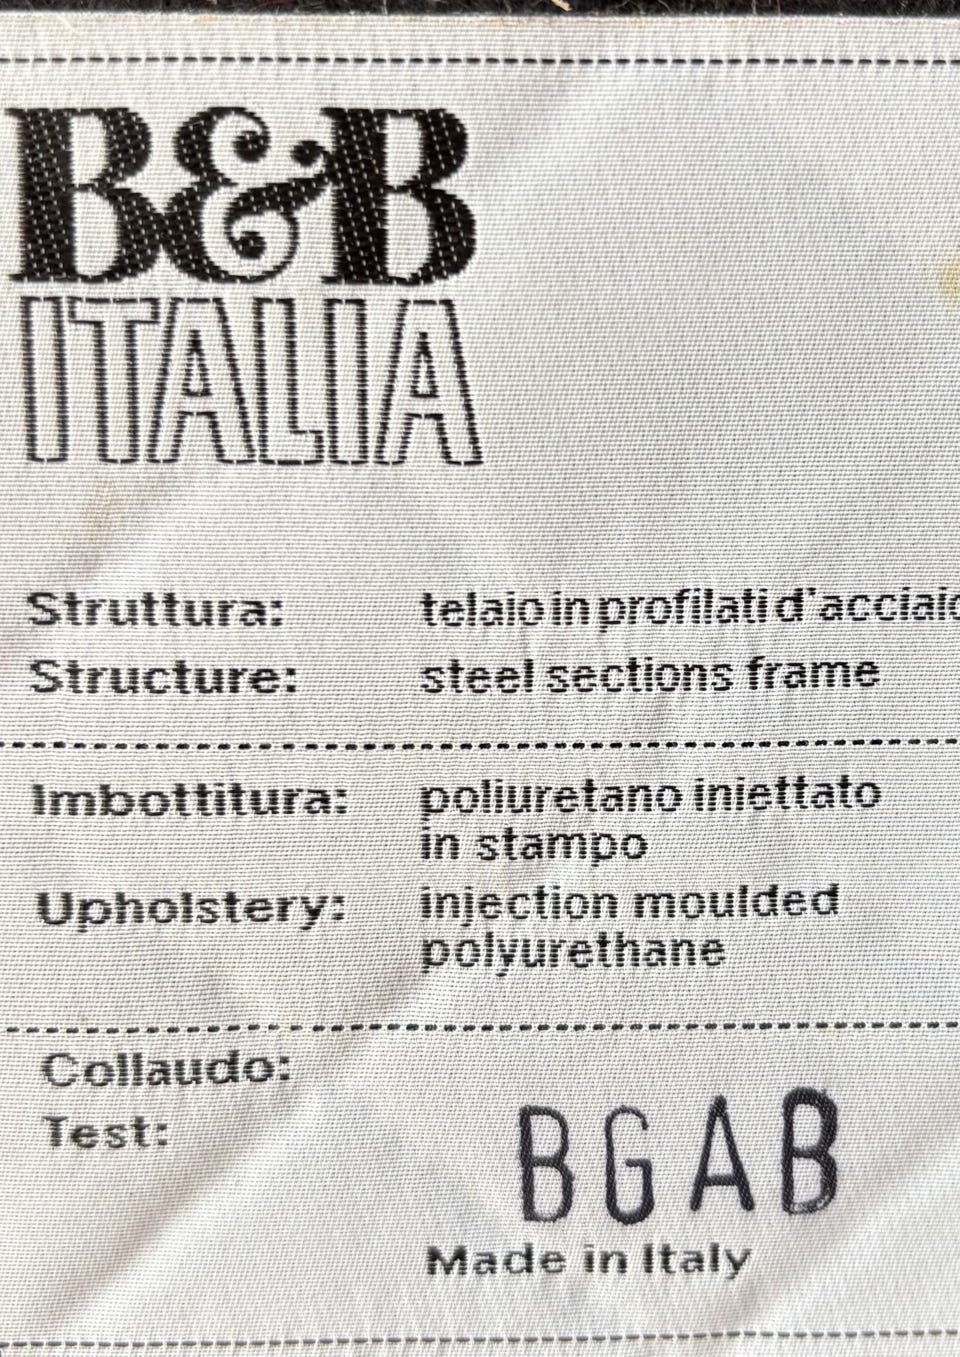 B&B
ITALIA
Struttura: telaio in profilati d'acciaio
Structure: steel sections frame
Imbottitura: poliuretano iniettato
in stampo
Upholstery: injection moulded
polyurethane
Collaudo:
Test:
BGAB
Made in Italy